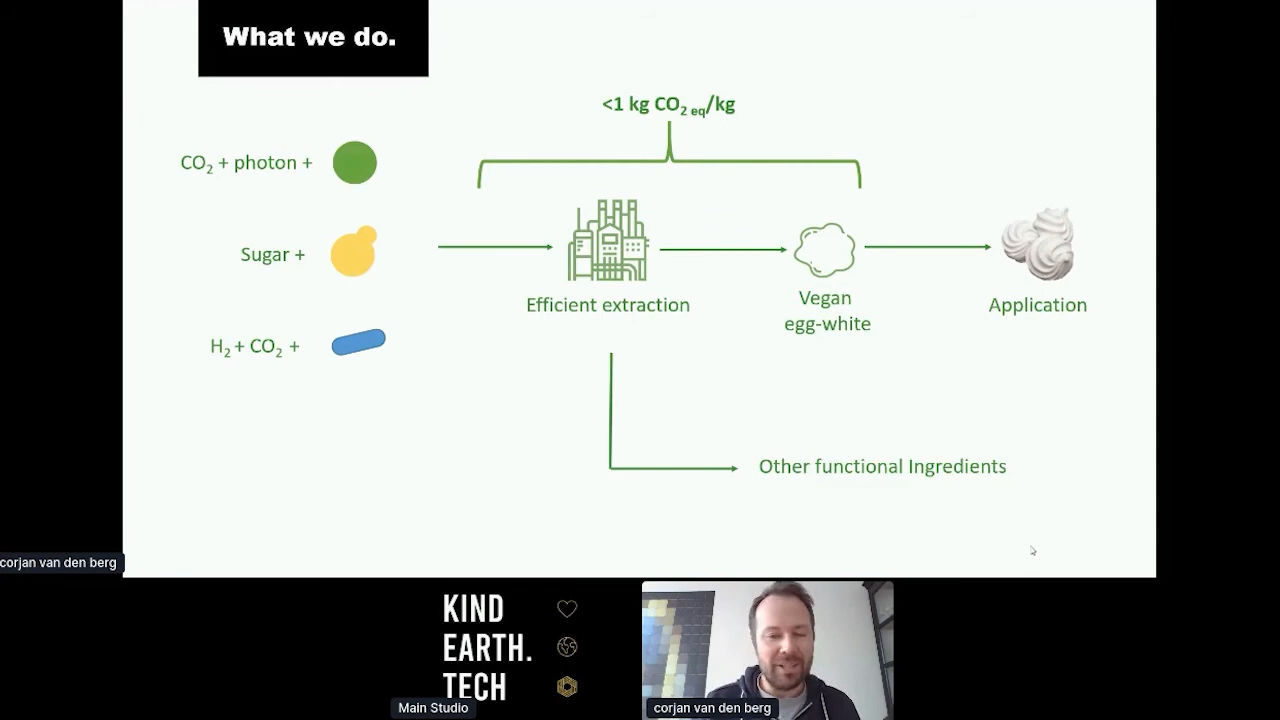 What we do.
<1 kg CO₂ eq/kg
CO₂ + photon +
Sugar +
H₂ + CO₂ +
Efficient extraction
Vegan
egg-white
Application
Other functional Ingredients
corjan van den berg
KIND
EARTH.
TECH
Main Studio
corjan van den berg